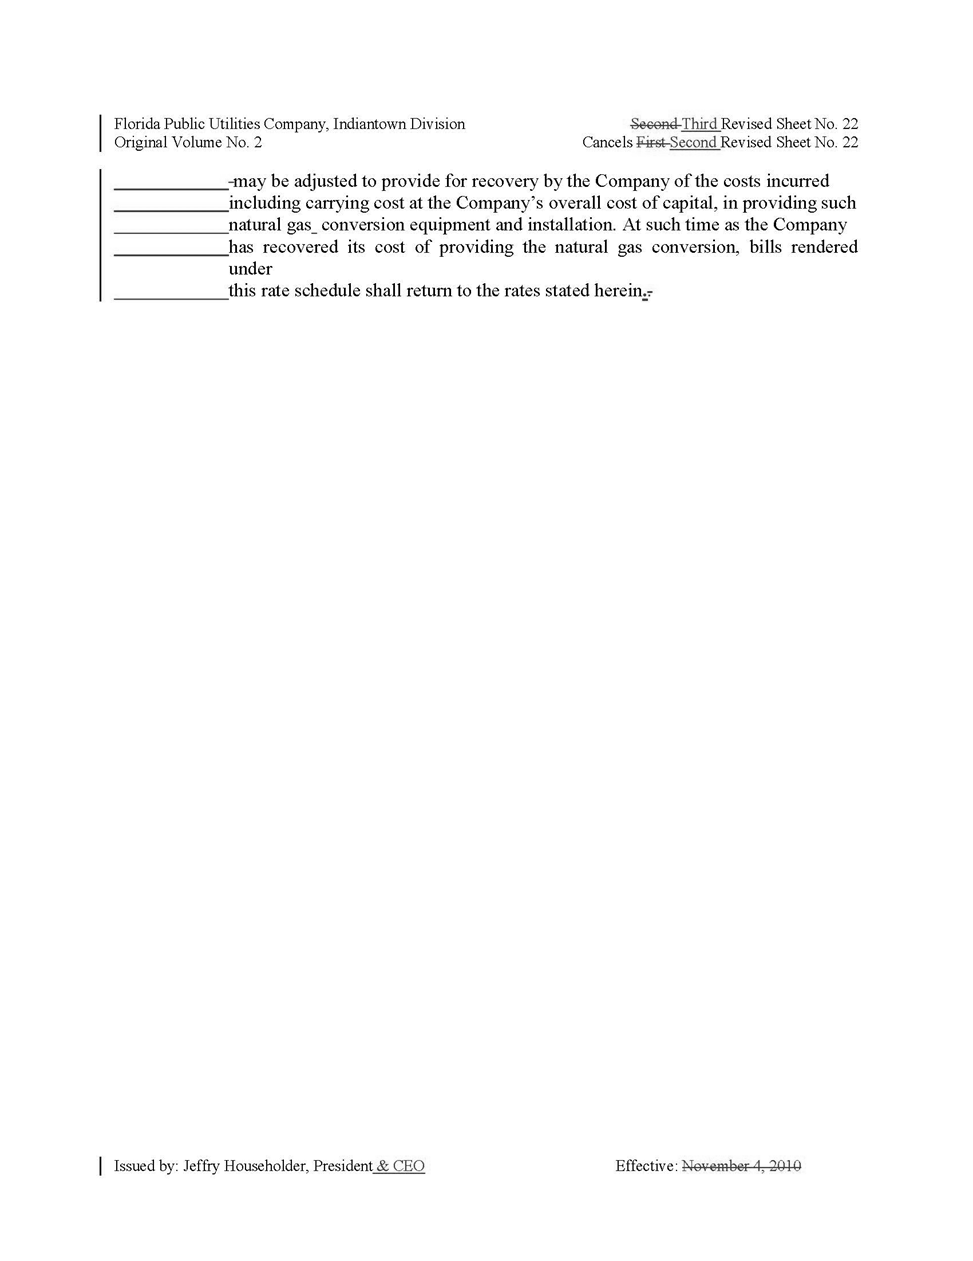 Florida Public Utilities Company, Indiantown Division
Second Third Revised Sheet No. 22
Original Volume No. 2
Cancels First Second Revised Sheet No. 22
____________ may be adjusted to provide for recovery by the Company of the costs incurred
____________including carrying cost at the Company’s overall cost of capital, in providing such
____________natural gas_ conversion equipment and installation. At such time as the Company
____________has recovered its cost of providing the natural gas conversion, bills rendered
under
____________this rate schedule shall return to the rates stated herein..
Issued by: Jeffry Householder, President & CEO
Effective: November 4, 2010